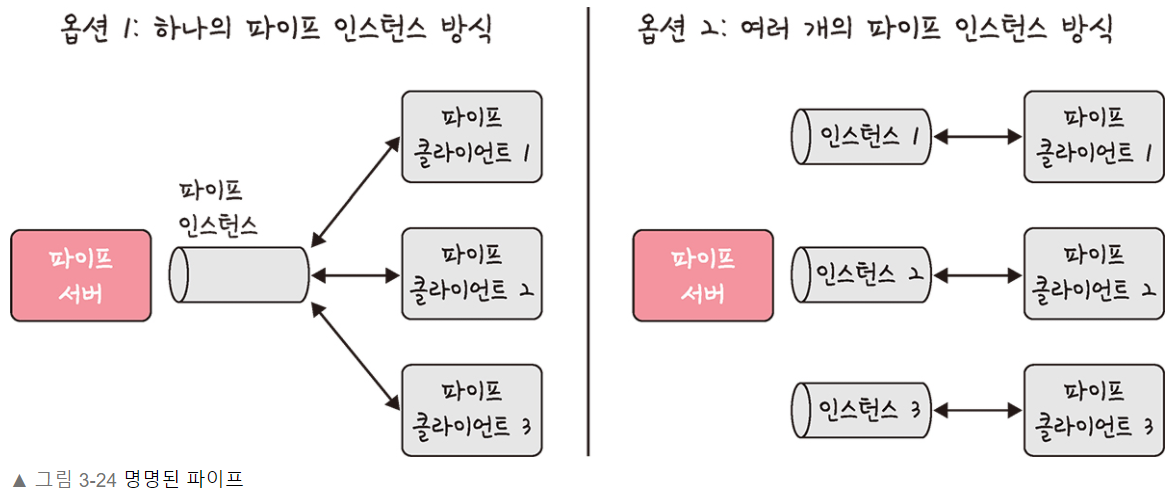 옵션 1: 하나의 파이프 인스턴스 방식
파이프
인스턴스
파이프
서버
파이프
클라이언트 1
파이프
클라이언트 2
파이프
클라이언트 3
옵션 2: 여러 개의 파이프 인스턴스 방식
파이프
서버
인스턴스 1
파이프
클라이언트 1
인스턴스 2
파이프
클라이언트 2
인스턴스 3
파이프
클라이언트 3
▲ 그림 3-24 명명된 파이프